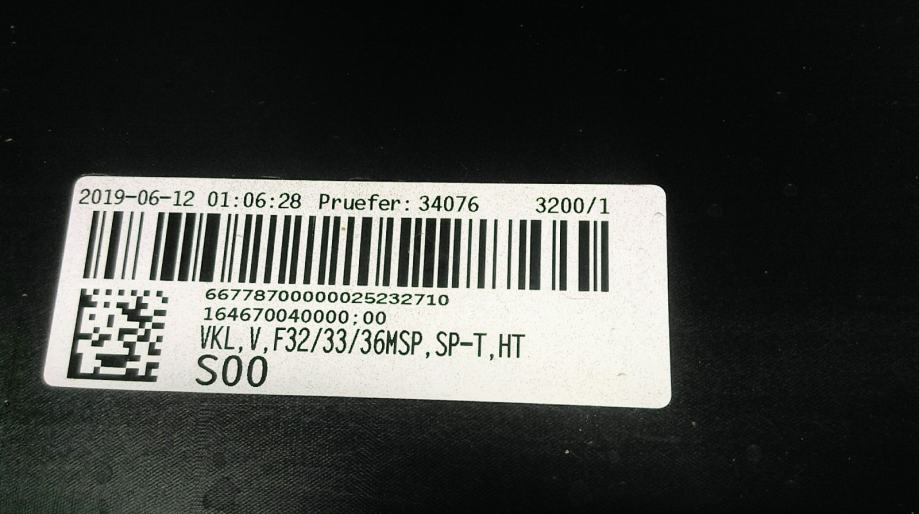 2019-06-12 01:06:28 Pruefer: 34076 3200/1
66778700000025232710
164670040000;00
VKL,V,F32/33/36MSP,SP-T,HT
S00